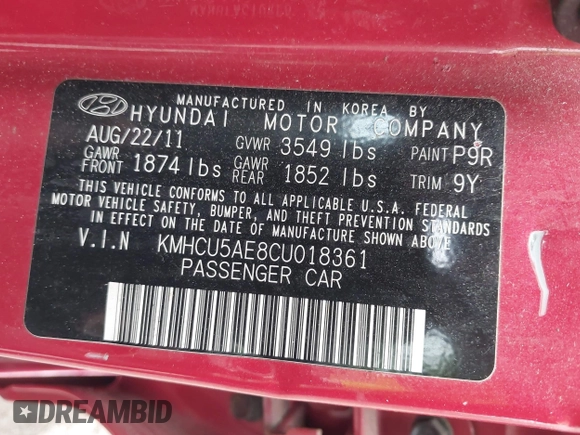 MANUFACTURED IN KOREA BY
HYUNDAI MOTOR COMPANY
AUG/22/11 GVWR 3549 lbs PAINT P9R
GAWR FRONT 1874 lbs GAWR REAR 1852 lbs TRIM 9Y
THIS VEHICLE CONFORMS TO ALL APPLICABLE U.S.A. FEDERAL
MOTOR VEHICLE SAFETY, BUMPER, AND THEFT PREVENTION STANDARDS
IN EFFECT ON THE DATE OF MANUFACTURE SHOWN ABOVE
V.I.N KMHCU5AE8CU018361
PASSENGER CAR
DREAMBID